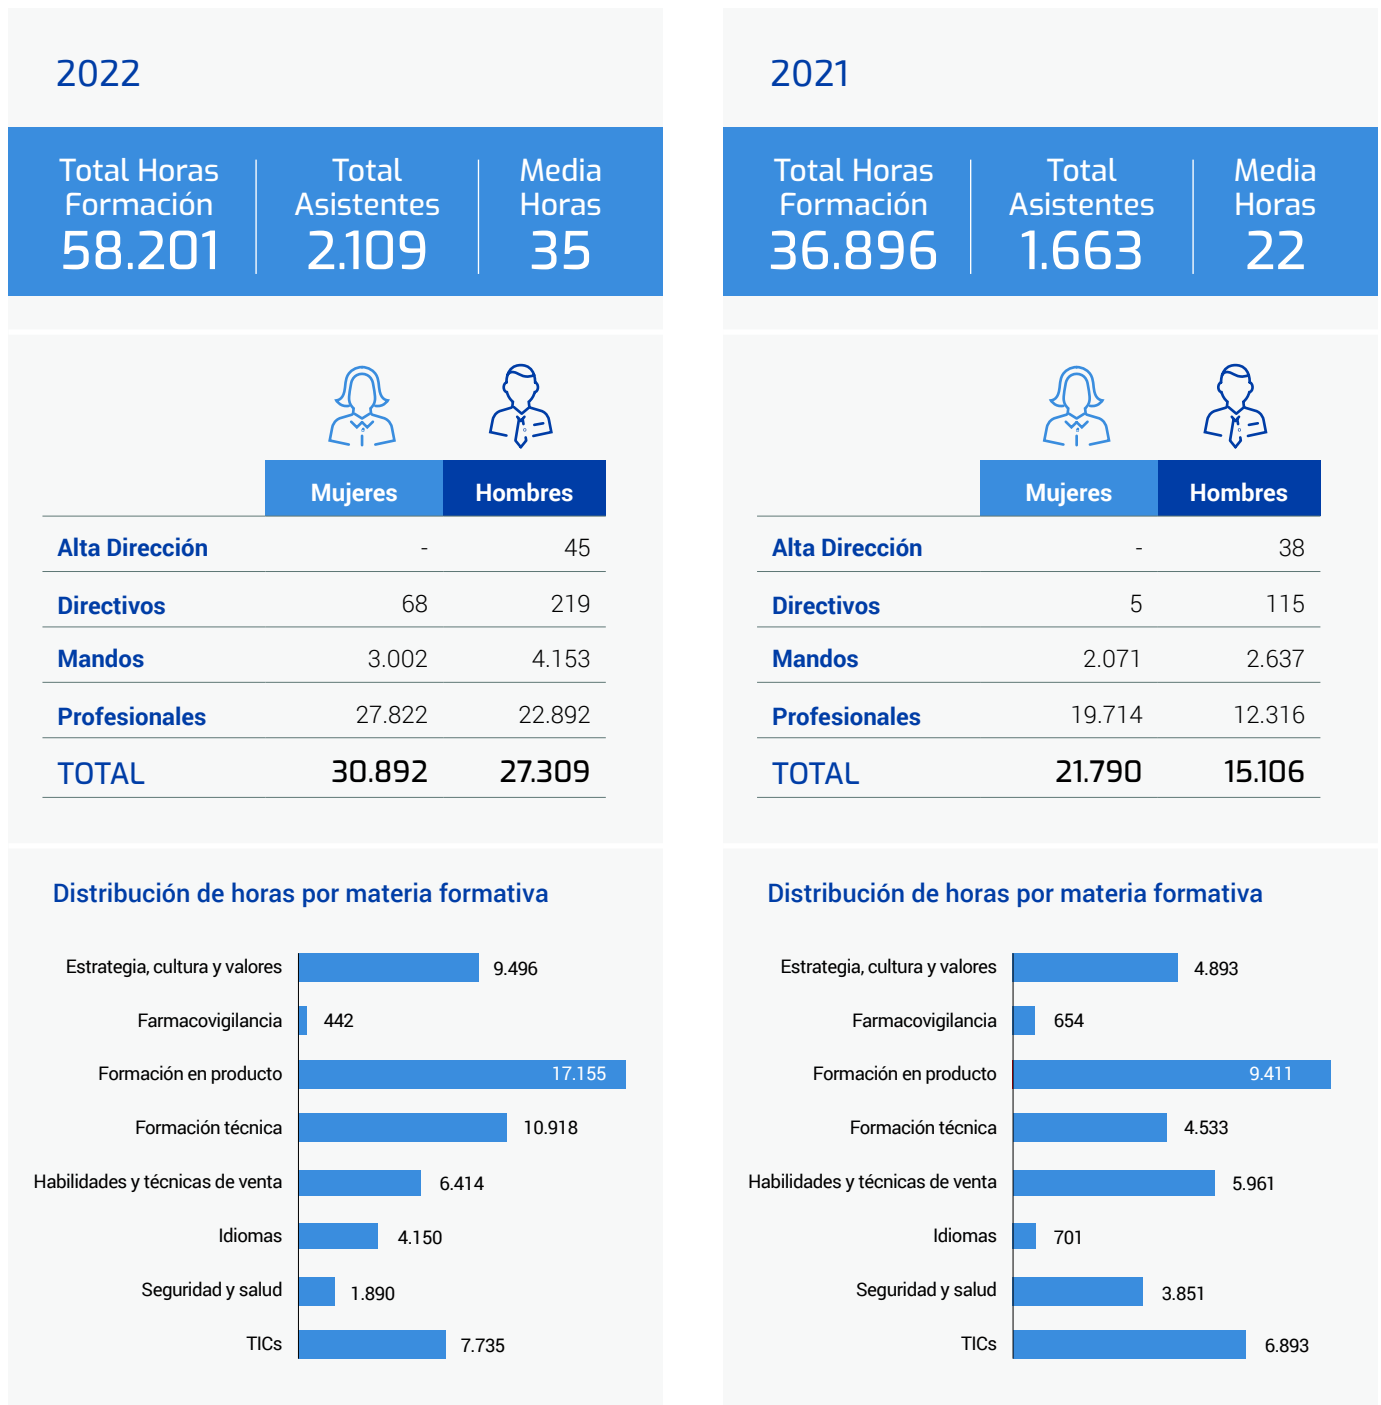 2022
Total Horas Formación
58.201
Total Asistentes
2.109
Media Horas
35
Mujeres Hombres
Alta Dirección - 45
Directivos 68 219
Mandos 3.002 4.153
Profesionales 27.822 22.892
TOTAL 30.892 27.309
Distribución de horas por materia formativa
Estrategia, cultura y valores 9.496
Farmacovigilancia 442
Formación en producto 17.155
Formación técnica 10.918
Habilidades y técnicas de venta 6.414
Idiomas 4.150
Seguridad y salud 1.890
TICs 7.735
2021
Total Horas Formación
36.896
Total Asistentes
1.663
Media Horas
22
Mujeres Hombres
Alta Dirección - 38
Directivos 5 115
Mandos 2.071 2.637
Profesionales 19.714 12.316
TOTAL 21.790 15.106
Distribución de horas por materia formativa
Estrategia, cultura y valores 4.893
Farmacovigilancia 654
Formación en producto 9.411
Formación técnica 4.533
Habilidades y técnicas de venta 5.961
Idiomas 701
Seguridad y salud 3.851
TICs 6.893